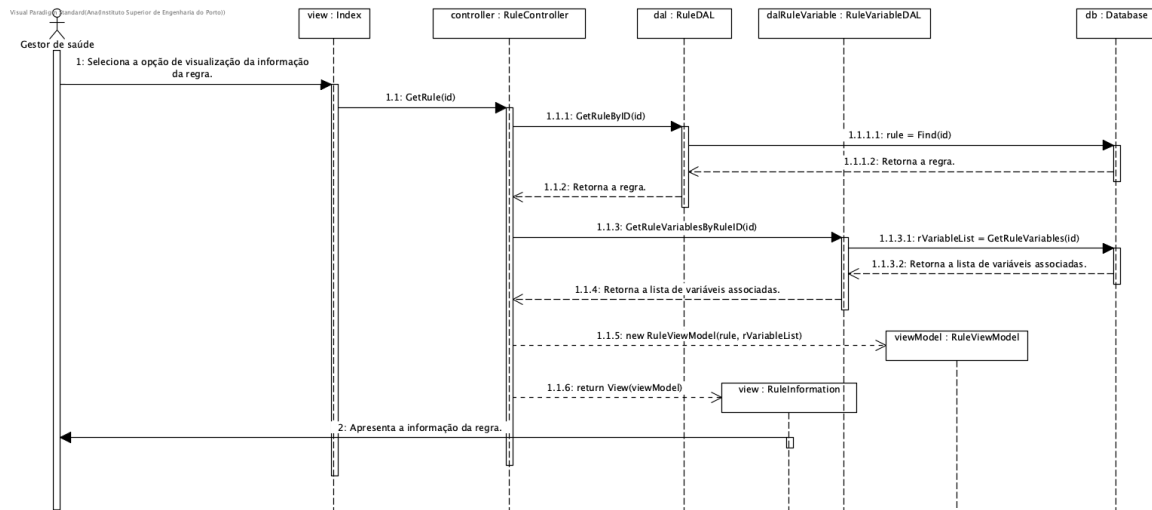 Visual Paradigm Standard(Ana(Instituto Superior de Engenharia do Porto))
view : Index
controller : RuleController
dal : RuleDAL
dalRuleVariable : RuleVariableDAL
db : Database
Gestor de saúde
1: Seleciona a opção de visualização da informação
da regra.
1.1: GetRule(id)
1.1.1: GetRuleByID(id)
1.1.1.1: rule = Find(id)
1.1.1.2: Retorna a regra.
1.1.2: Retorna a regra.
1.1.3: GetRuleVariablesByRuleID(id)
1.1.3.1: rVariableList = GetRuleVariables(id)
1.1.3.2: Retorna a lista de variáveis associadas.
1.1.4: Retorna a lista de variáveis associadas.
1.1.5: new RuleViewModel(rule, rVariableList)
viewModel : RuleViewModel
1.1.6: return View(viewModel)
view : RuleInformation
2: Apresenta a informação da regra.